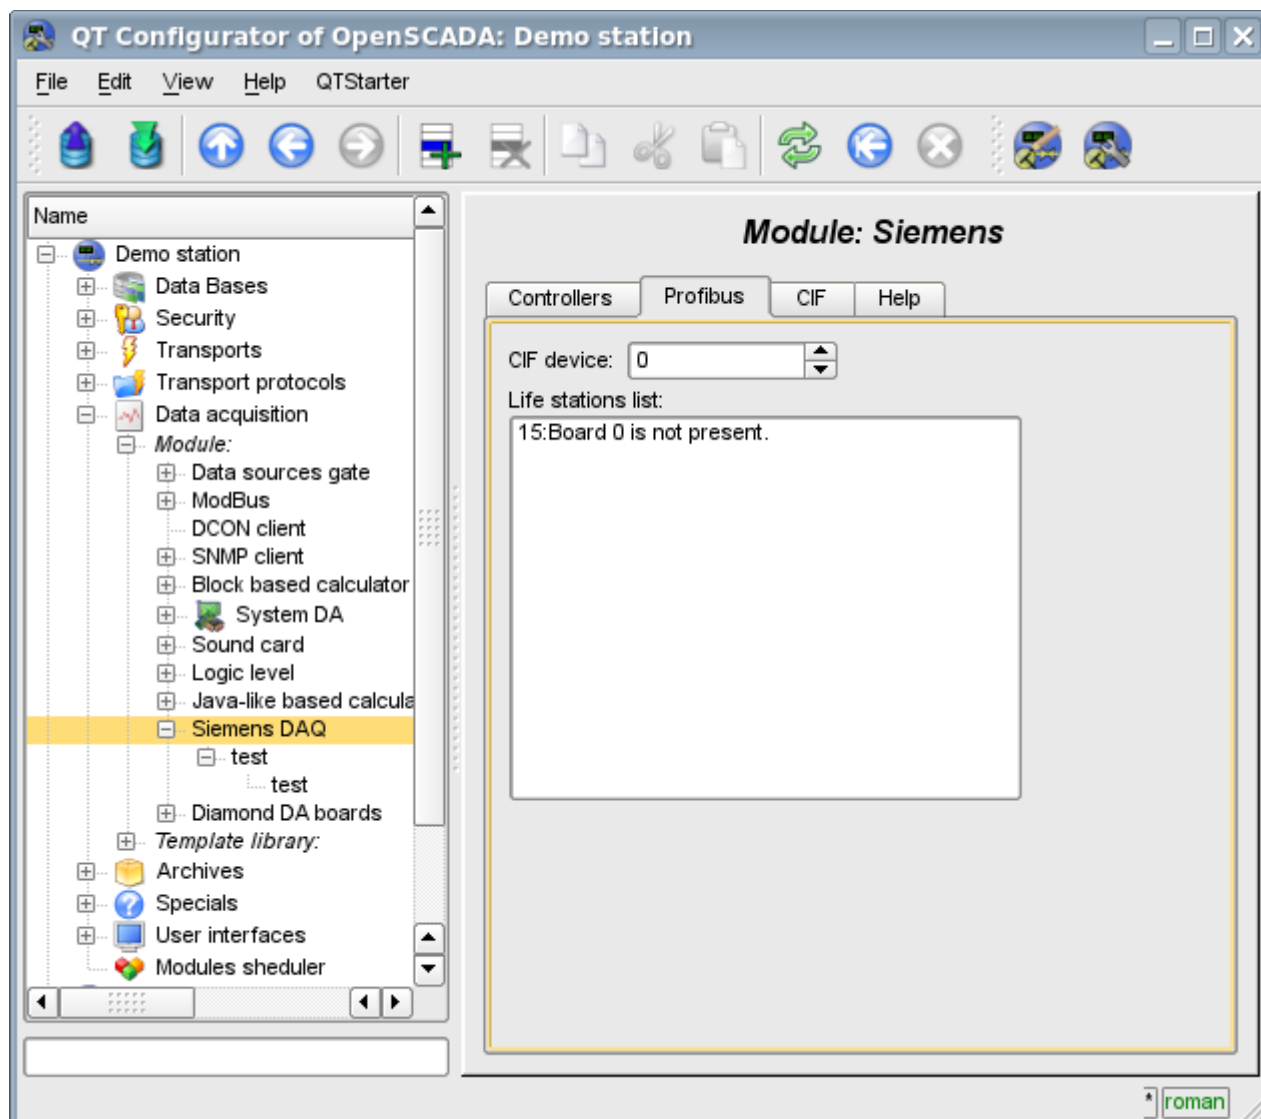 QT Configurator of OpenSCADA: Demo station
File Edit View Help QTStarter
Name
Demo station
Data Bases
Security
Transports
Transport protocols
Data acquisition
Module:
Data sources gate
ModBus
DCON client
SNMP client
Block based calculator
System DA
Sound card
Logic level
Java-like based calcula
Siemens DAQ
test
test
Diamond DA boards
Template library:
Archives
Specials
User interfaces
Modules sheduler
Module: Siemens
Controllers Profibus CIF Help
CIF device: 0
Life stations list:
15:Board 0 is not present.
* roman